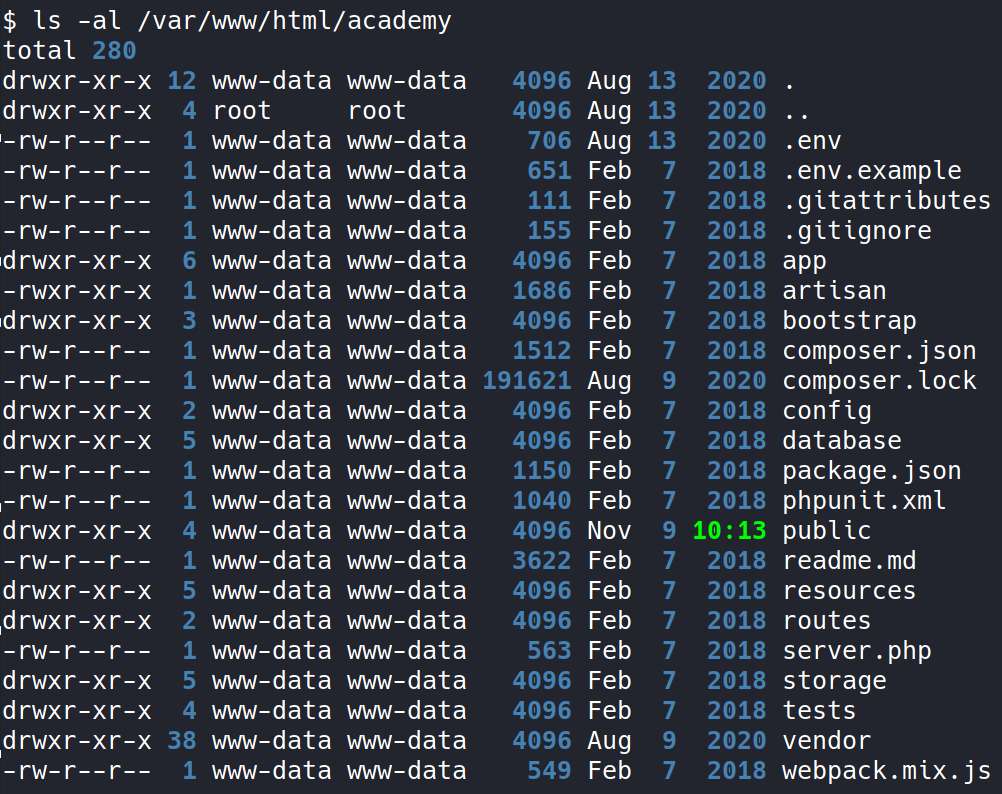 $ ls -al /var/www/html/academy
total 280
drwxr-xr-x 12 www-data www-data   4096 Aug 13  2020 .
drwxr-xr-x  4 root     root       4096 Aug 13  2020 ..
-rw-r--r--  1 www-data www-data    706 Aug 13  2020 .env
-rw-r--r--  1 www-data www-data    651 Feb  7  2018 .env.example
-rw-r--r--  1 www-data www-data    111 Feb  7  2018 .gitattributes
-rw-r--r--  1 www-data www-data    155 Feb  7  2018 .gitignore
drwxr-xr-x  6 www-data www-data   4096 Feb  7  2018 app
-rwxr-xr-x  1 www-data www-data   1686 Feb  7  2018 artisan
drwxr-xr-x  3 www-data www-data   4096 Feb  7  2018 bootstrap
-rw-r--r--  1 www-data www-data   1512 Feb  7  2018 composer.json
-rw-r--r--  1 www-data www-data 191621 Aug  9  2020 composer.lock
drwxr-xr-x  2 www-data www-data   4096 Feb  7  2018 config
drwxr-xr-x  5 www-data www-data   4096 Feb  7  2018 database
-rw-r--r--  1 www-data www-data   1150 Feb  7  2018 package.json
-rw-r--r--  1 www-data www-data   1040 Feb  7  2018 phpunit.xml
drwxr-xr-x  4 www-data www-data   4096 Nov  9 10:13 public
-rw-r--r--  1 www-data www-data   3622 Feb  7  2018 readme.md
drwxr-xr-x  5 www-data www-data   4096 Feb  7  2018 resources
drwxr-xr-x  2 www-data www-data   4096 Feb  7  2018 routes
-rw-r--r--  1 www-data www-data    563 Feb  7  2018 server.php
drwxr-xr-x  5 www-data www-data   4096 Feb  7  2018 storage
drwxr-xr-x  4 www-data www-data   4096 Feb  7  2018 tests
drwxr-xr-x 38 www-data www-data   4096 Aug  9  2020 vendor
-rw-r--r--  1 www-data www-data    549 Feb  7  2018 webpack.mix.js